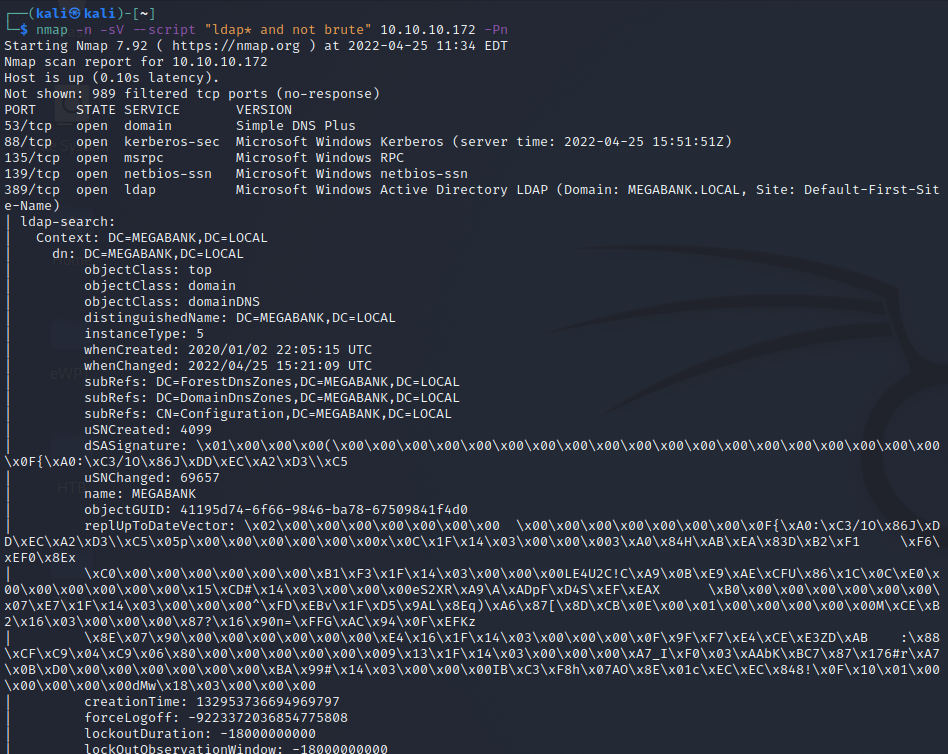 ┌──(kali㉿kali)-[~]
└─$ nmap -n -sV --script "ldap* and not brute" 10.10.10.172 -Pn
Starting Nmap 7.92 ( https://nmap.org ) at 2022-04-25 11:34 EDT
Nmap scan report for 10.10.10.172
Host is up (0.10s latency).
Not shown: 989 filtered tcp ports (no-response)
PORT     STATE SERVICE       VERSION
53/tcp   open  domain        Simple DNS Plus
88/tcp   open  kerberos-sec  Microsoft Windows Kerberos (server time: 2022-04-25 15:51:51Z)
135/tcp  open  msrpc         Microsoft Windows RPC
139/tcp  open  netbios-ssn   Microsoft Windows netbios-ssn
389/tcp  open  ldap          Microsoft Windows Active Directory LDAP (Domain: MEGABANK.LOCAL, Site: Default-First-Sit
e-Name)
| ldap-search:
|   Context: DC=MEGABANK,DC=LOCAL
|     dn: DC=MEGABANK,DC=LOCAL
|         objectClass: top
|         objectClass: domain
|         objectClass: domainDNS
|         distinguishedName: DC=MEGABANK,DC=LOCAL
|         instanceType: 5
|         whenCreated: 2020/01/02 22:05:15 UTC
|         whenChanged: 2022/04/25 15:21:09 UTC
|         subRefs: DC=ForestDnsZones,DC=MEGABANK,DC=LOCAL
|         subRefs: DC=DomainDnsZones,DC=MEGABANK,DC=LOCAL
|         subRefs: CN=Configuration,DC=MEGABANK,DC=LOCAL
|         uSNCreated: 4099
|         dSASignature: \x01\x00\x00\x00(\x00\x00\x00\x00\x00\x00\x00\x00\x00\x00\x00\x00\x00\x00\x00\x00\x00\x00\x00
\x0F{\xA0:\xC3/1O\x86J\xDD\xEC\xA2\xD3\\xC5
|         uSNChanged: 69657
|         name: MEGABANK
|         objectGUID: 41195d74-6f66-9846-ba78-67509841f4d0
|         replUpToDateVector: \x02\x00\x00\x00\x00\x00\x00\x00  \x00\x00\x00\x00\x00\x00\x00\x0F{\xA0:\xC3/1O\x86J\xD
D\xEC\xA2\xD3\\xC5\x05p\x00\x00\x00\x00\x00\x00x\x0C\x1F\x14\x03\x00\x00\x003\xA0\x84H\xAB\xEA\x83D\xB2\xF1     \xF6\
xEF0\x8Ex
|         \xC0\x00\x00\x00\x00\x00\x00\xB1\xF3\x1F\x14\x03\x00\x00\x00LE4U2C!C\xA9\x0B\xE9\xAE\xCFU\x86\x1C\x0C\xE0\x
00\x00\x00\x00\x00\x00\x15\xCD#\x14\x03\x00\x00\x00eS2XR\xA9\A\xADpF\xD4S\xEF\xEAX      \xB0\x00\x00\x00\x00\x00\x00\
x07\xE7\x1F\x14\x03\x00\x00\x00^\xFD\xEBv\x1F\xD5\x9AL\x8Eq)\xA6\x87[\x8D\xCB\x0E\x00\x01\x00\x00\x00\x00M\xCE\xB
2\x16\x03\x00\x00\x00\x87?\x16\x90n=\xFFG\xAC\x94\x0F\xEFKz
|         \x8E\x07\x90\x00\x00\x00\x00\x00\x00\xE4\x16\x1F\x14\x03\x00\x00\x00\x0F\x9F\xF7\xE4\xCE\xE3ZD\xAB    :\x88
\xCF\xC9\x04\xC9\x06\x80\x00\x00\x00\x00\x009\x13\x1F\x14\x03\x00\x00\x00\xA7_I\xF0\x03\xAAbK\xBC7\x87\x176#r\xA7
\x0B\xD0\x00\x00\x00\x00\x00\x00\xBA\x99#\x14\x03\x00\x00\x00IB\xC3\xF8h\x07AO\x8E\x01c\xEC\xEC\x848!\x0F\x10\x01\x00
\x00\x00\x00\x00dMw\x18\x03\x00\x00\x00
|         creationTime: 132953736694969797
|         forceLogoff: -9223372036854775808
|         lockoutDuration: -18000000000
|         lockOutObservationWindow: -18000000000